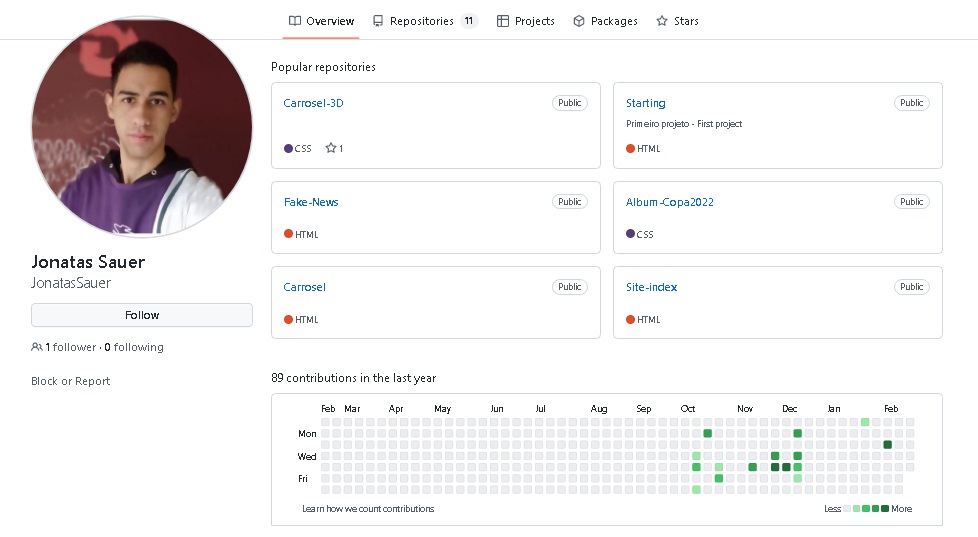 Overview Repositories 11 Projects Packages Stars
Popular repositories
Carrosel-3D Public
CSS 1
Starting Public
Primeiro projeto - First project
HTML
Fake-News Public
HTML
Album-Copa2022 Public
CSS
Carrosel Public
HTML
Site-index Public
HTML
Jonatas Sauer
JonatasSauer
Follow
1 follower · 0 following
Block or Report
89 contributions in the last year
Feb Mar Apr May Jun Jul Aug Sep Oct Nov Dec Jan Feb
Mon
Wed
Fri
Learn how we count contributions Less More